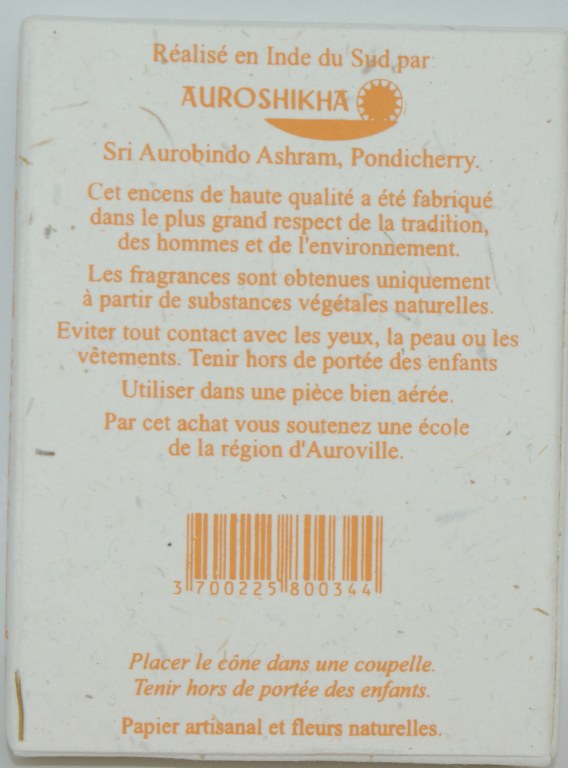 Réalisé en Inde du Sud par
AUROSHIKHA
Sri Aurobindo Ashram, Pondicherry.
Cet encens de haute qualité a été fabriqué
dans le plus grand respect de la tradition,
des hommes et de l'environnement.
Les fragrances sont obtenues uniquement
à partir de substances végétales naturelles.
Eviter tout contact avec les yeux, la peau ou les
vêtements. Tenir hors de portée des enfants
Utiliser dans une pièce bien aérée.
Par cet achat vous soutenez une école
de la région d'Auroville.
3 700225 800344
Placer le cône dans une coupelle.
Tenir hors de portée des enfants.
Papier artisanal et fleurs naturelles.